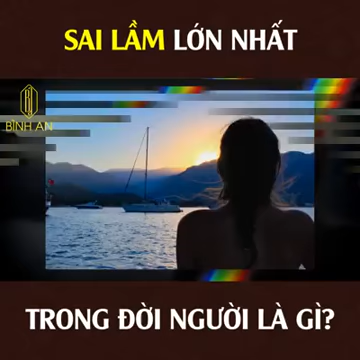 SAI LẦM LỚN NHẤT
BÌNH AN
TRONG ĐỜI NGƯỜI LÀ GÌ?